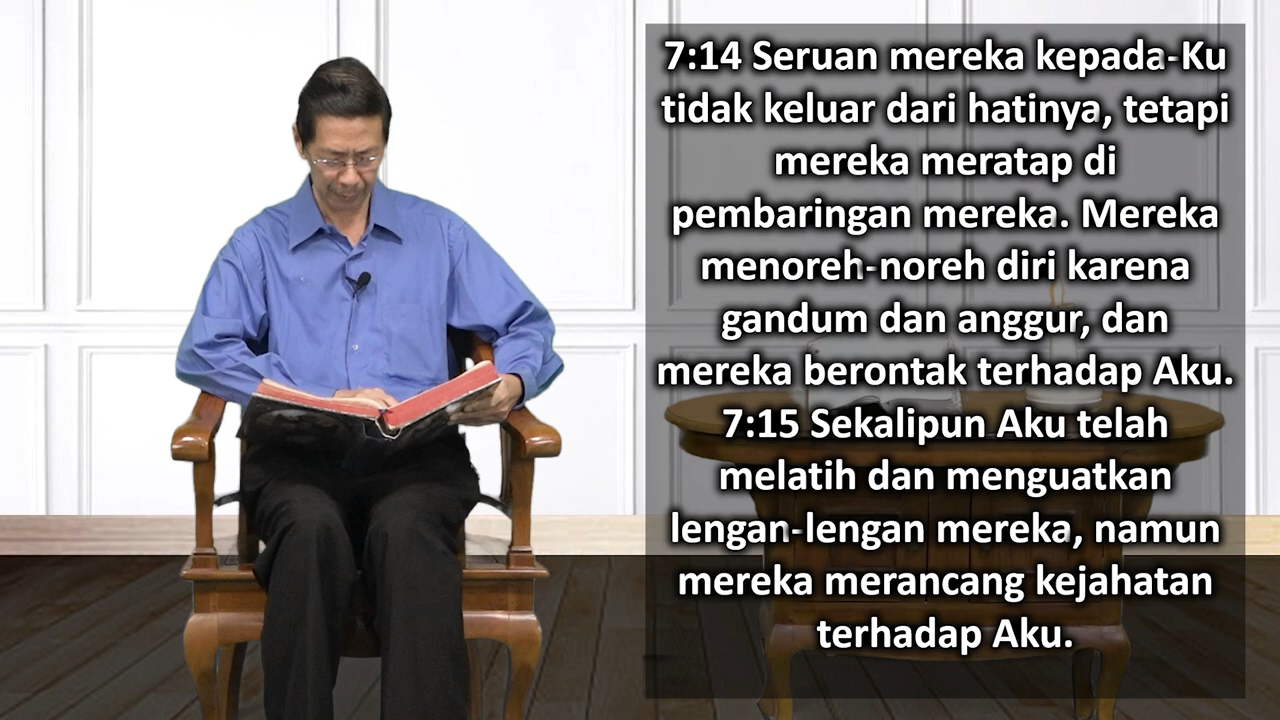 7:14 Seruan mereka kepada-Ku
tidak keluar dari hatinya, tetapi
mereka meratap di
pembaringan mereka. Mereka
menoreh-noreh diri karena
gandum dan anggur, dan
mereka berontak terhadap Aku.
7:15 Sekalipun Aku telah
melatih dan menguatkan
lengan-lengan mereka, namun
mereka merancang kejahatan
terhadap Aku.